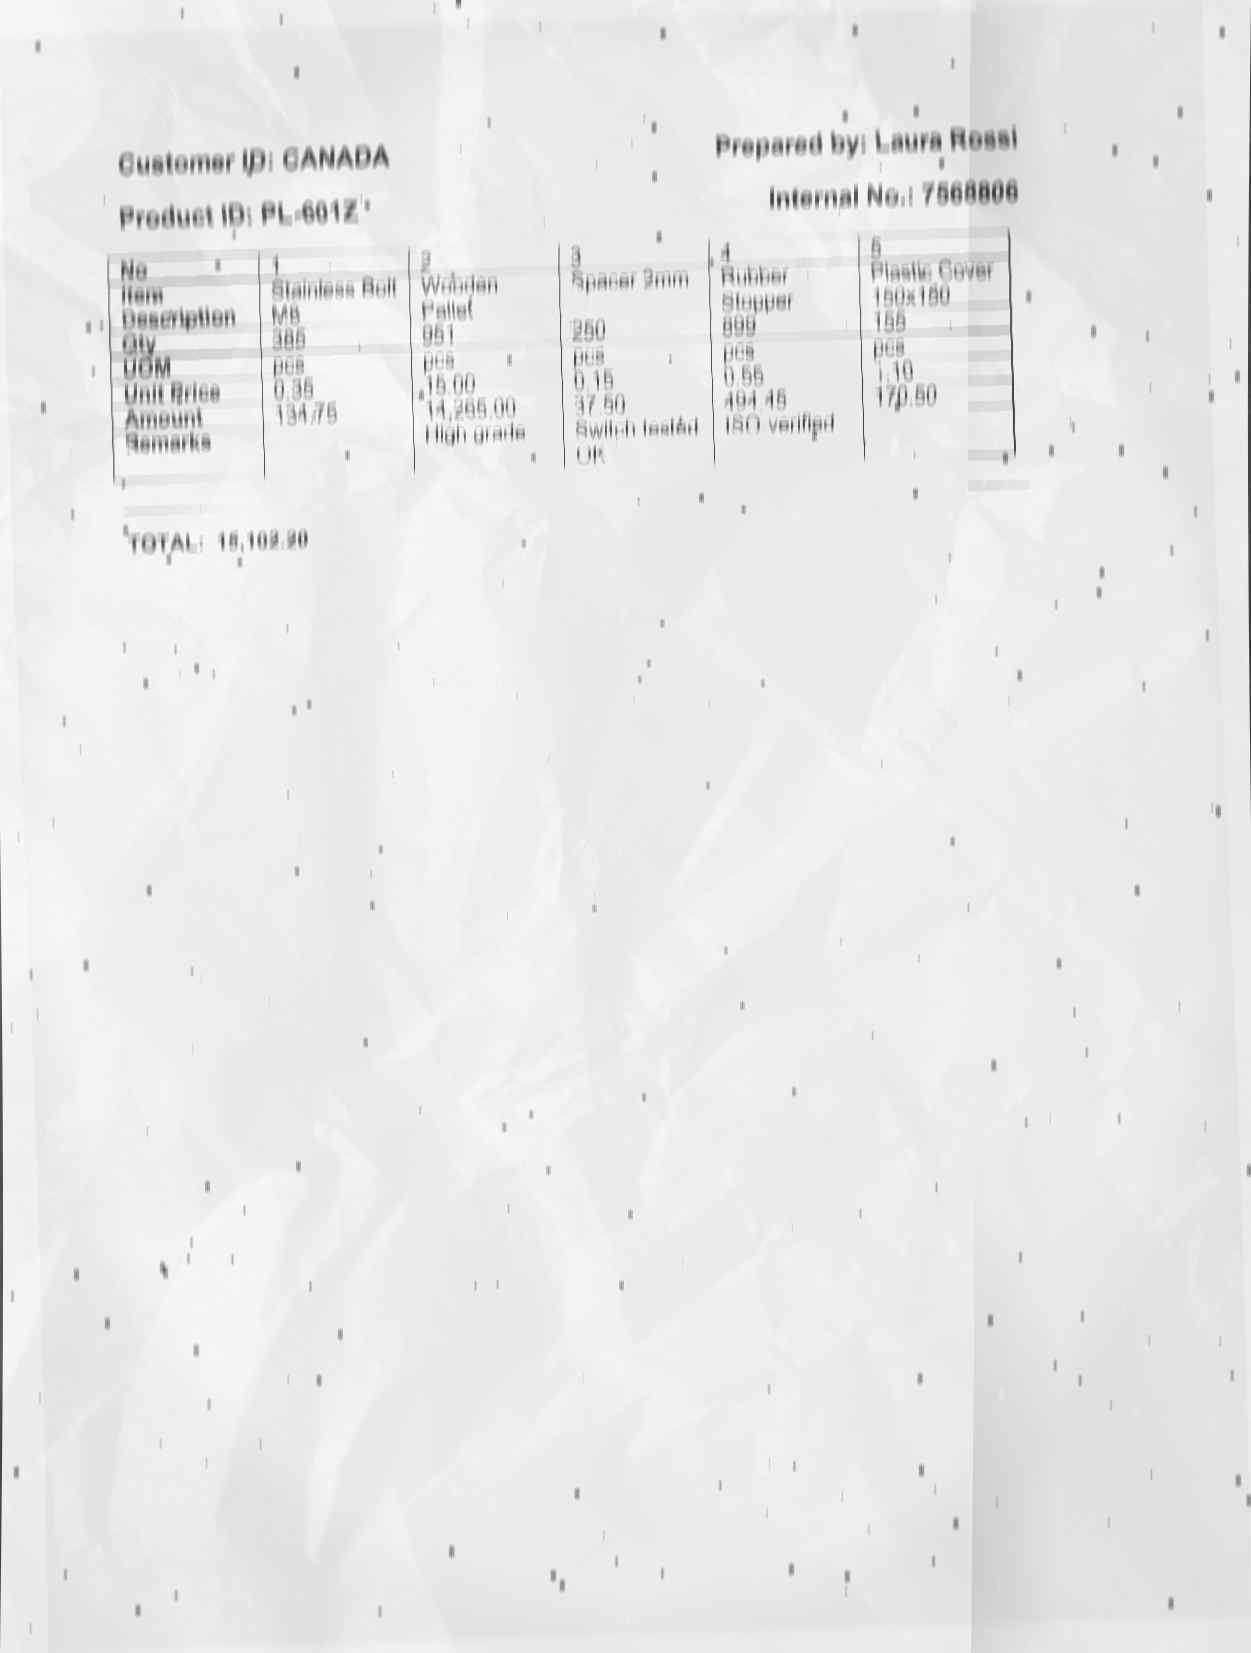 Customer ID: CANADA
Prepared by: Laura Rossi
Product ID: PL-601Z
Internal No.: 7568806
No 1 2 3 4 5
Item Description Stainless Bolt M8 Wooden Pallet Spacer 2mm Rubber Stopper Plastic Cover 150x150
Qty 385 951 250 899 155
UOM pcs pcs pcs pcs pcs
Unit Price 0.35 15.00 0.15 0.55 1.10
Amount 134.75 14,265.00 37.50 494.45 170.50
Remarks High grade Switch tested OK ISO verified
TOTAL: 15,102.20